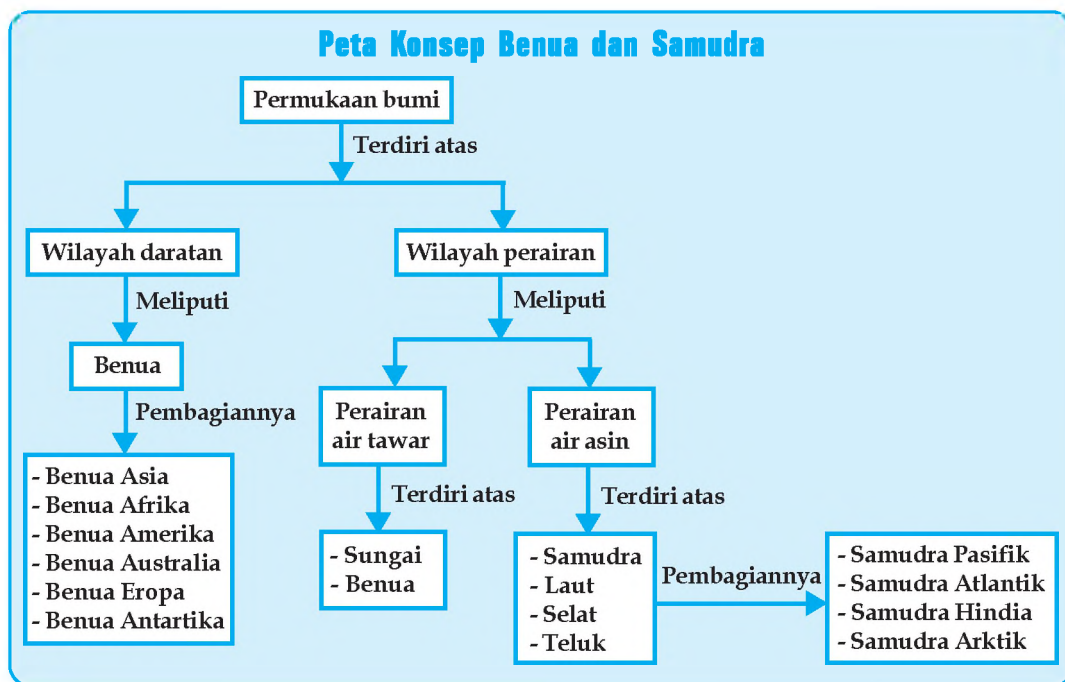 Peta Konsep Benua dan Samudra
Permukaan bumi
Terdiri atas
Wilayah daratan
Wilayah perairan
Meliputi
Meliputi
Benua
Pembagiannya
Perairan
air tawar
Perairan
air asin
- Benua Asia
- Benua Afrika
- Benua Amerika
- Benua Australia
- Benua Eropa
- Benua Antartika
Terdiri atas
Terdiri atas
- Sungai
- Benua
- Samudra
- Laut
- Selat
- Teluk
Pembagiannya
- Samudra Pasifik
- Samudra Atlantik
- Samudra Hindia
- Samudra Arktik